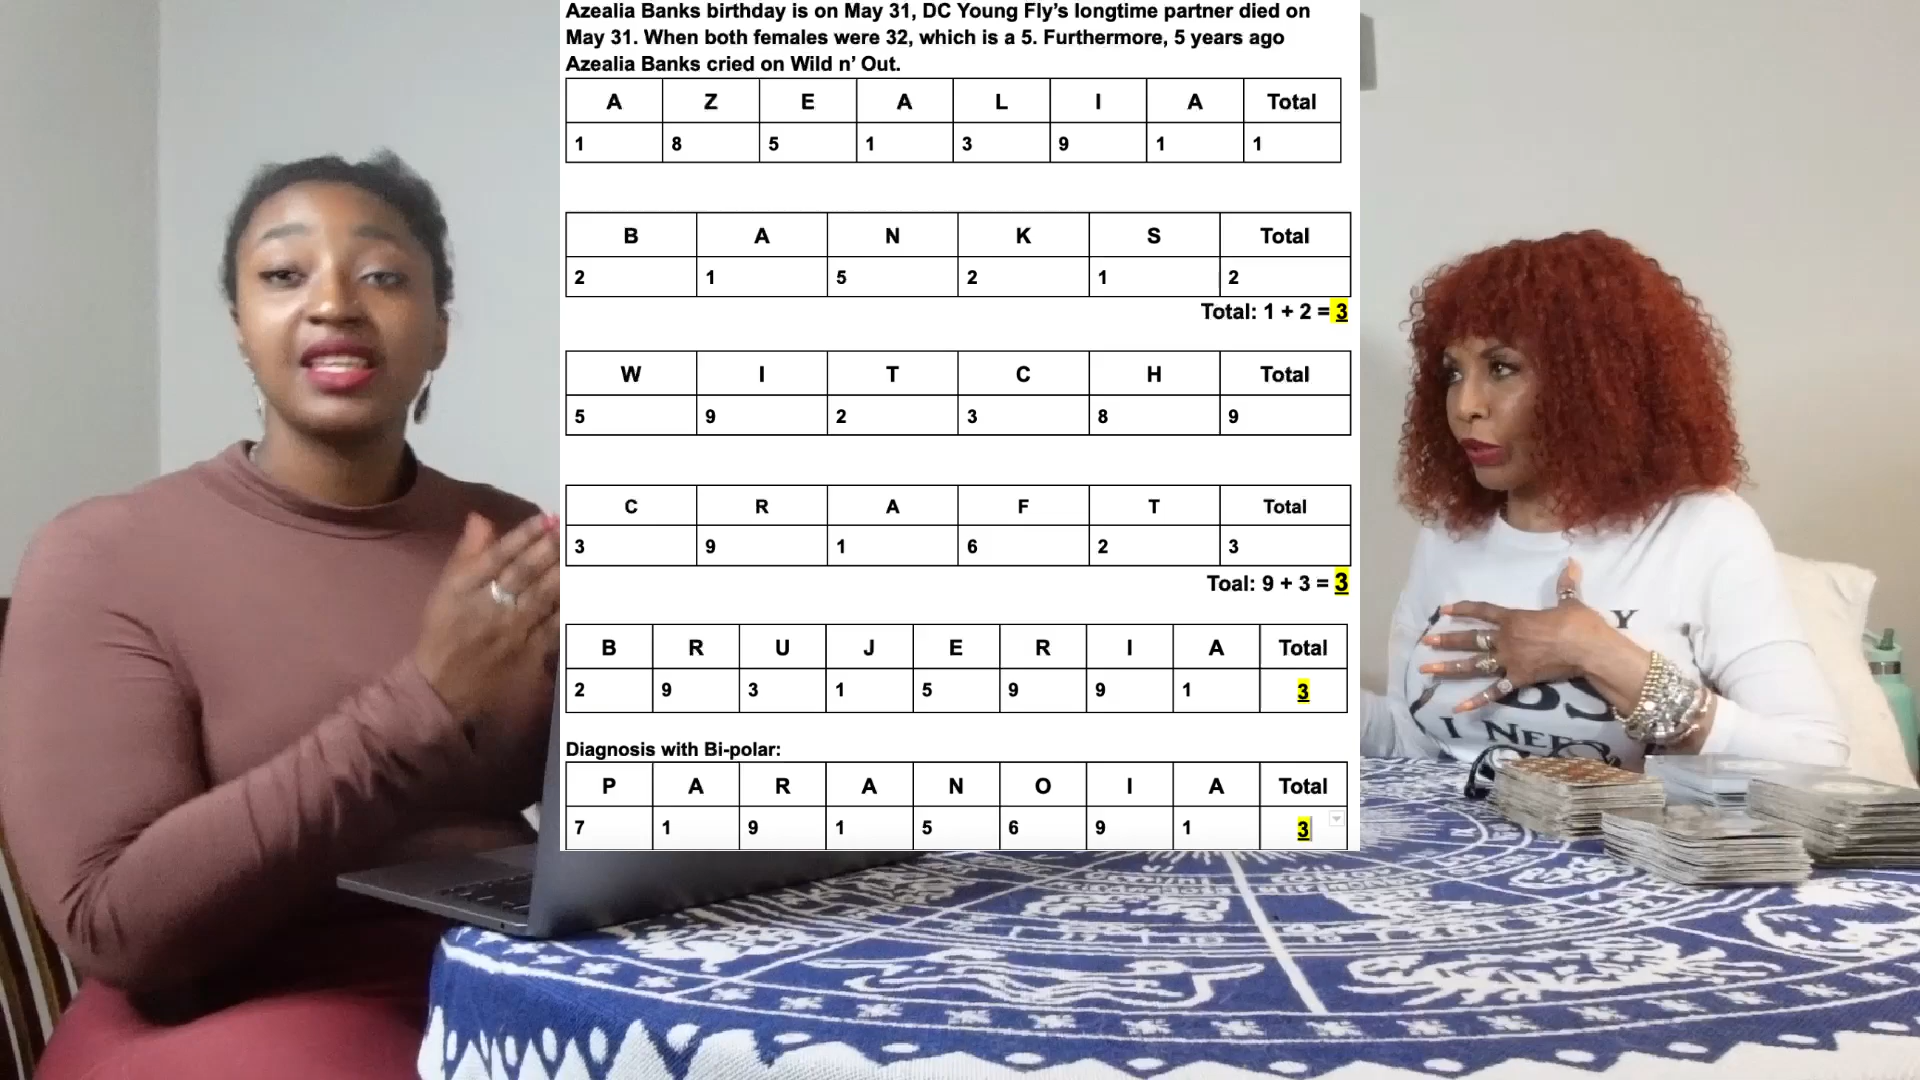 Azealia Banks birthday is on May 31, DC Young Fly's longtime partner died on
May 31. When both females were 32, which is a 5. Furthermore, 5 years ago
Azealia Banks cried on Wild n' Out.
A Z E A L I A Total
1 8 5 1 3 9 1 1
B A N K S Total
2 1 5 2 1 2
Total: 1 + 2 = 3
W I T C H Total
5 9 2 3 8 9
C R A F T Total
3 9 1 6 2 3
Toal: 9 + 3 = 3
B R U J E R I A Total
2 9 3 1 5 9 9 1 3
Diagnosis with Bi-polar:
P A R A N O I A Total
7 1 9 1 5 6 9 1 3
I NEED